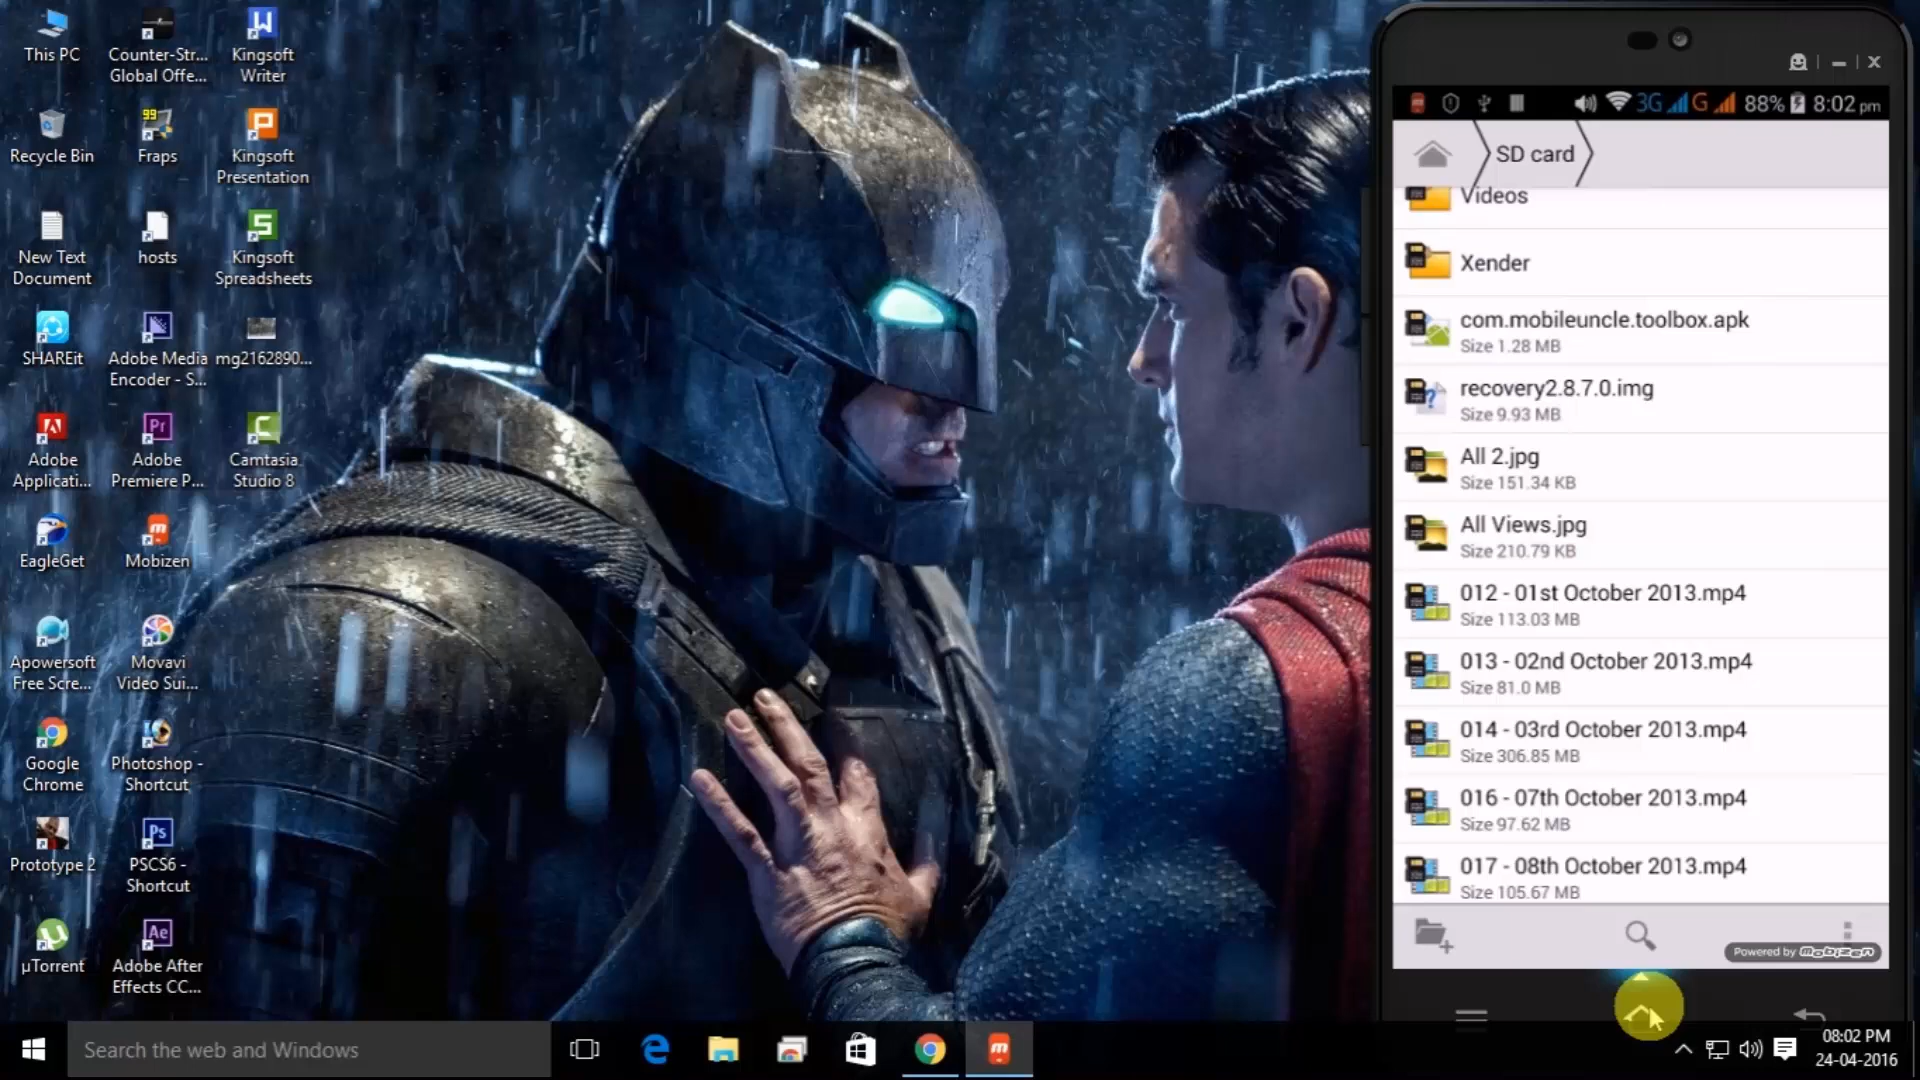 This PC
Counter-Str...
Global Offe...
Kingsoft
Writer
Recycle Bin
99
Fraps
Kingsoft
Presentation
New Text
Document
hosts
Kingsoft
Spreadsheets
SHAREit
Adobe Media
Encoder - S...
mg2162890...
Adobe
Applicati...
Pr
Adobe
Premiere P...
Camtasia
Studio 8
EagleGet
Mobizen
Apowersoft
Free Scre...
Movavi
Video Sui...
Google
Chrome
Photoshop -
Shortcut
Prototype 2
Ps
PSCS6 -
Shortcut
µTorrent
Ae
Adobe After
Effects CC...
3G G 88% 8:02 pm
SD card
Videos
Xender
com.mobileuncle.toolbox.apk
Size 1.28 MB
recovery2.8.7.0.img
Size 9.93 MB
All 2.jpg
Size 151.34 KB
All Views.jpg
Size 210.79 KB
012 - 01st October 2013.mp4
Size 113.03 MB
013 - 02nd October 2013.mp4
Size 81.0 MB
014 - 03rd October 2013.mp4
Size 306.85 MB
016 - 07th October 2013.mp4
Size 97.62 MB
017 - 08th October 2013.mp4
Size 105.67 MB
Powered by mobizen
Search the web and Windows
08:02 PM
24-04-2016